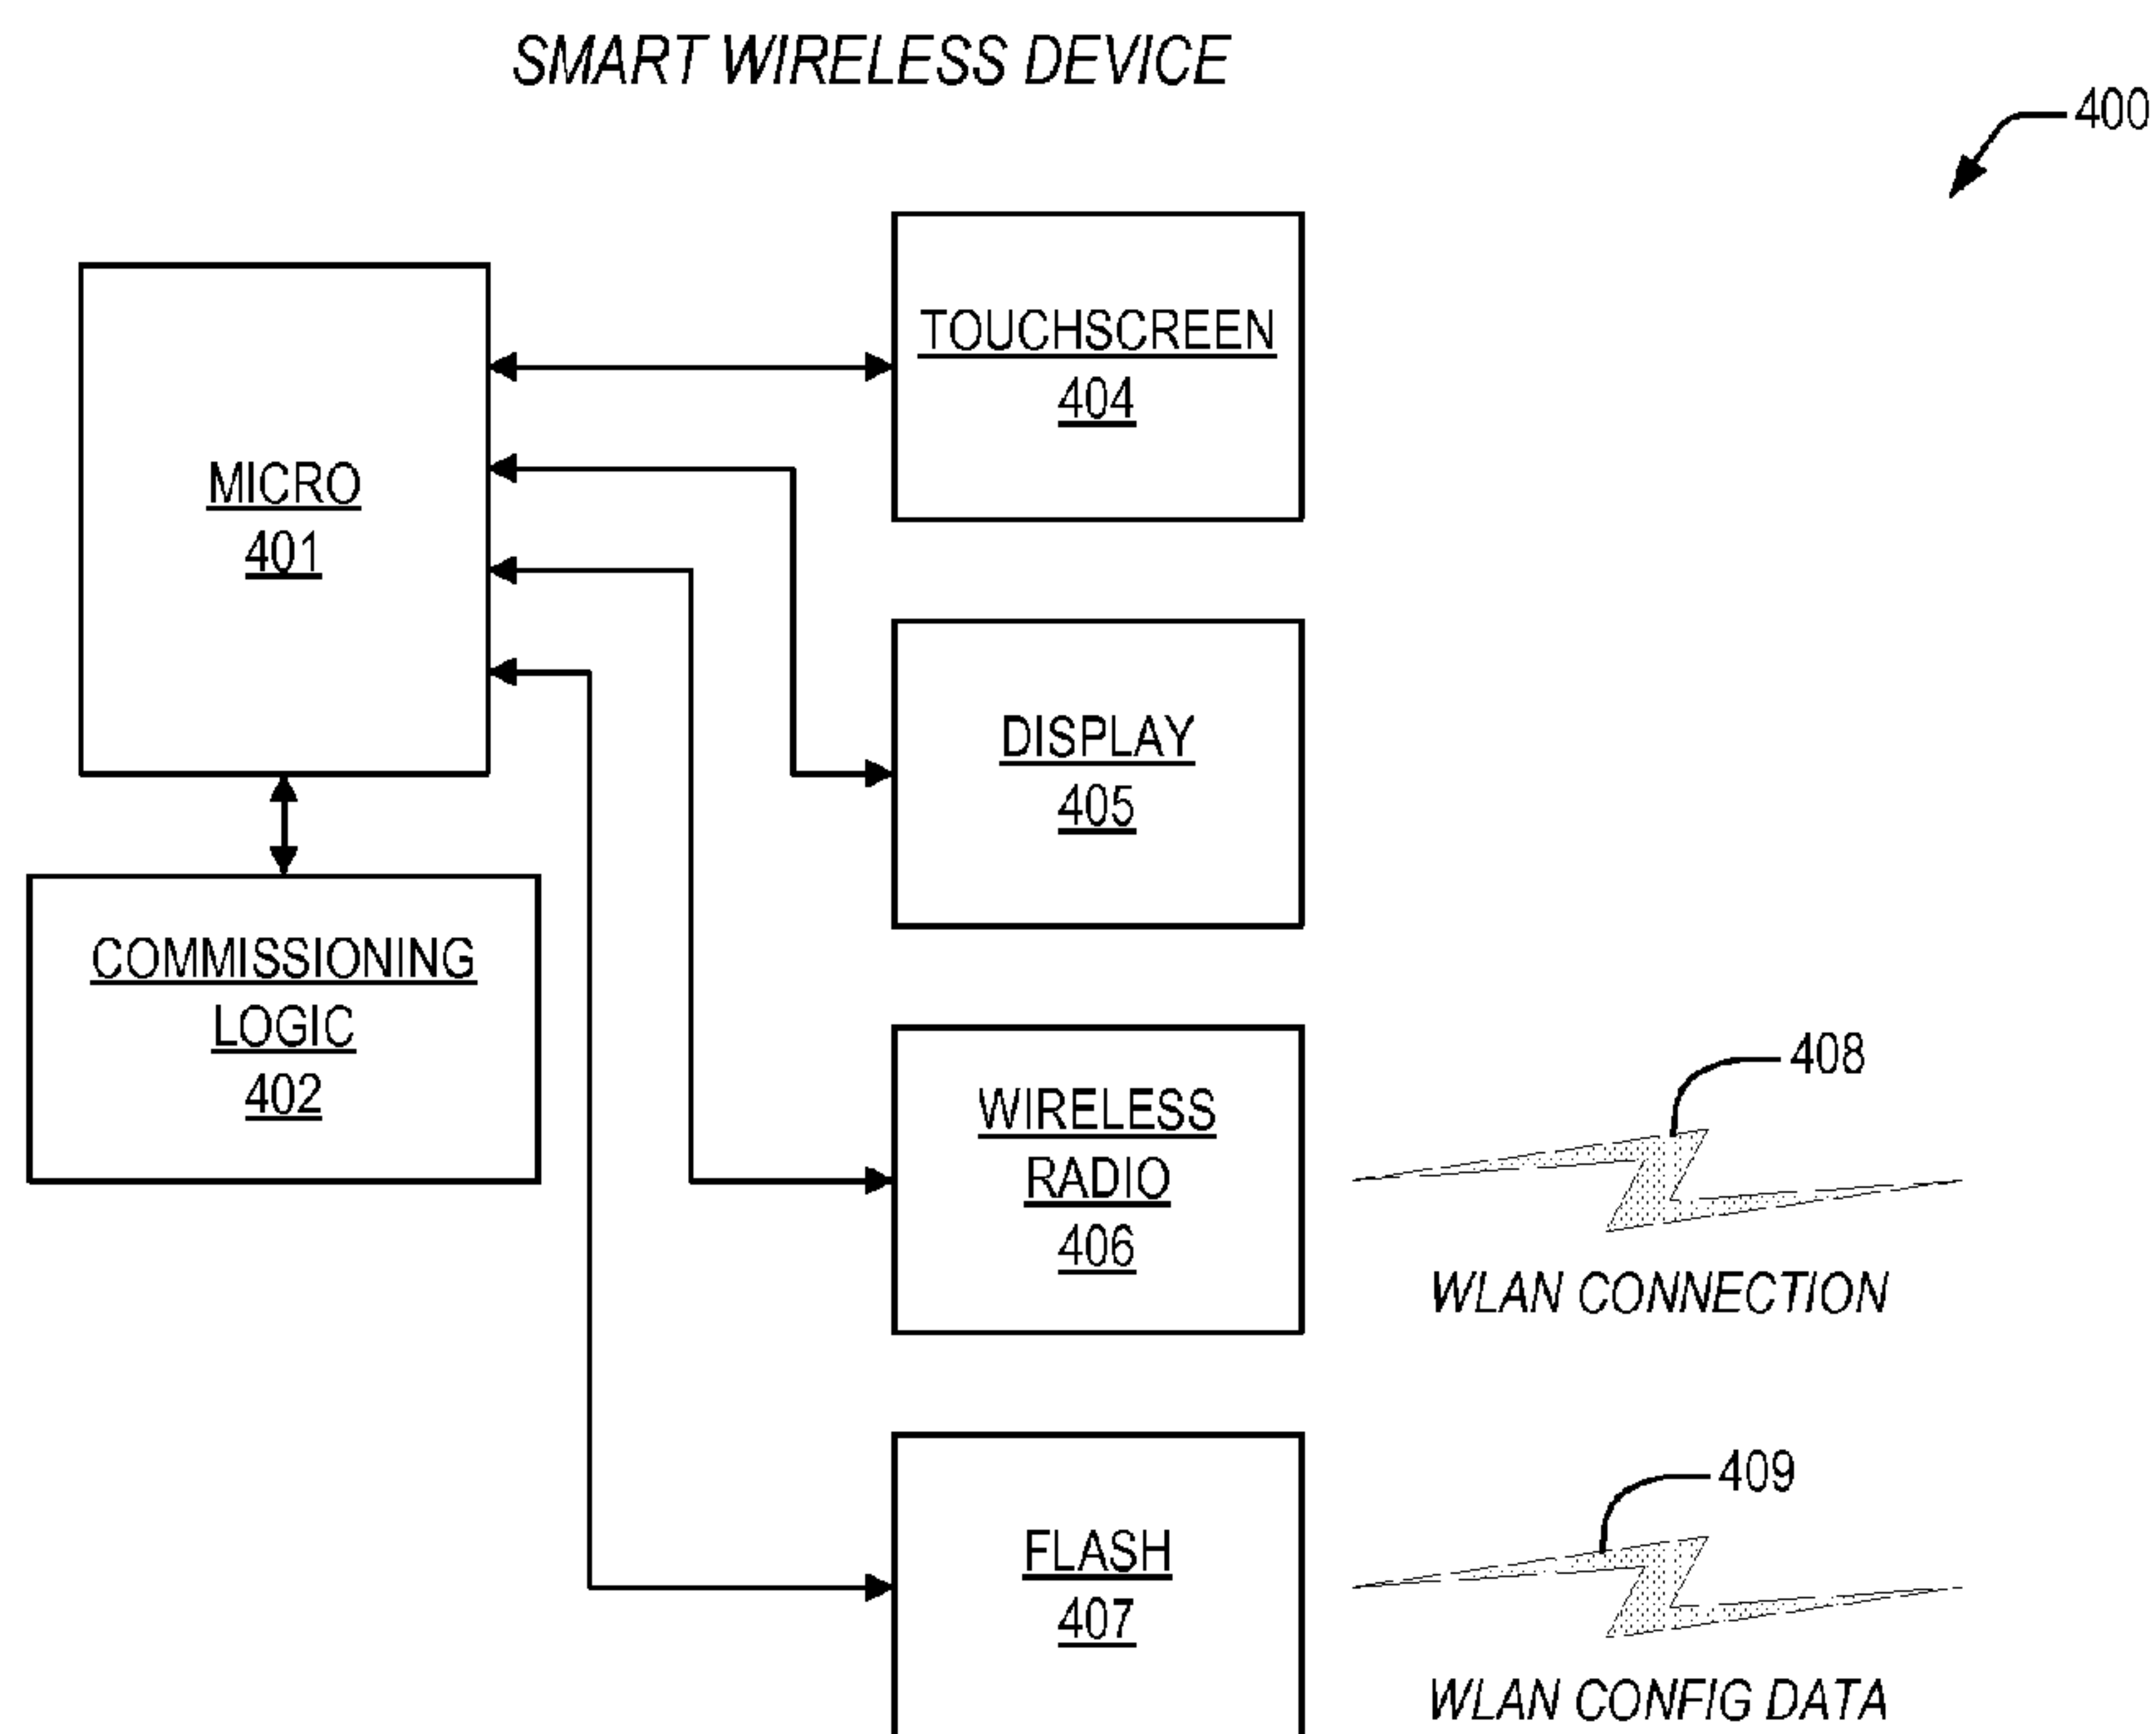 SMART WIRELESS DEVICE
400
TOUCHSCREEN
404
MICRO
401
DISPLAY
405
COMMISSIONING
LOGIC
402
WIRELESS
RADIO
406
408
WLAN CONNECTION
FLASH
407
409
WLAN CONFIG DATA